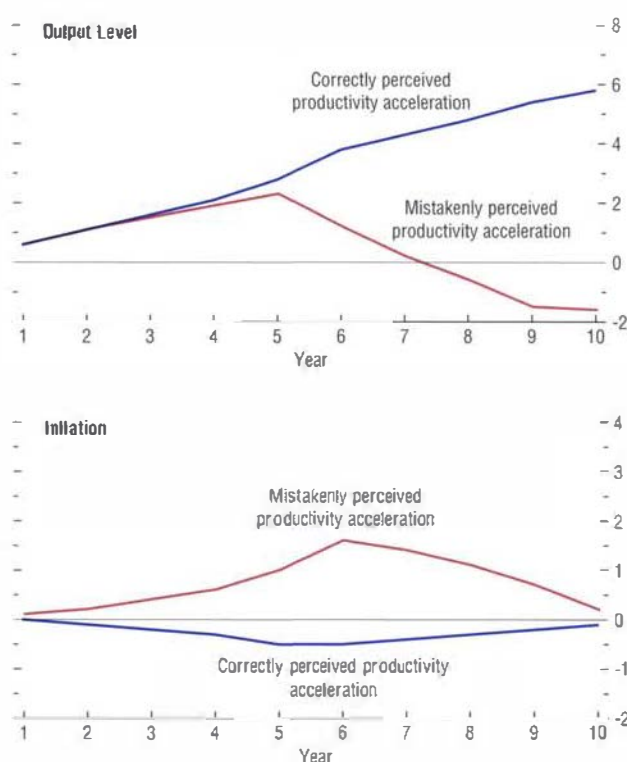 Output Level
8
Correctly perceived
productivity acceleration
6
4
Mistakenly perceived
productivity acceleration
2
0
-2
1 2 3 4 5 6 7 8 9 10
Year
Inflation
4
3
Mistakenly perceived
productivity acceleration
2
1
0
Correctly perceived productivity
acceleration
-1
-2
1 2 3 4 5 6 7 8 9 10
Year